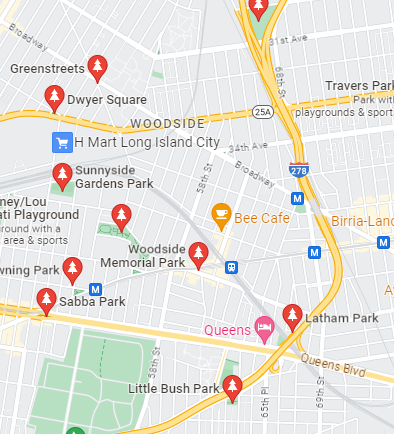 31st Ave
Broadway
Greenstreets
68th St
Travers Park
Park with
playgrounds & sport
Dwyer Square
25A
WOODSIDE
H Mart Long Island City
34th Ave
58th St
Broadway
278
Sunnyside
Gardens Park
ney/Lou
ati Playground
ground with a
area & sports
Bee Cafe
Birria-Land
M
M
M
Woodside
Memorial Park
wning Park
M
A
Sabba Park
Latham Park
Queens
Queens Blvd
58th St
Little Bush Park
65th Pl
69th St